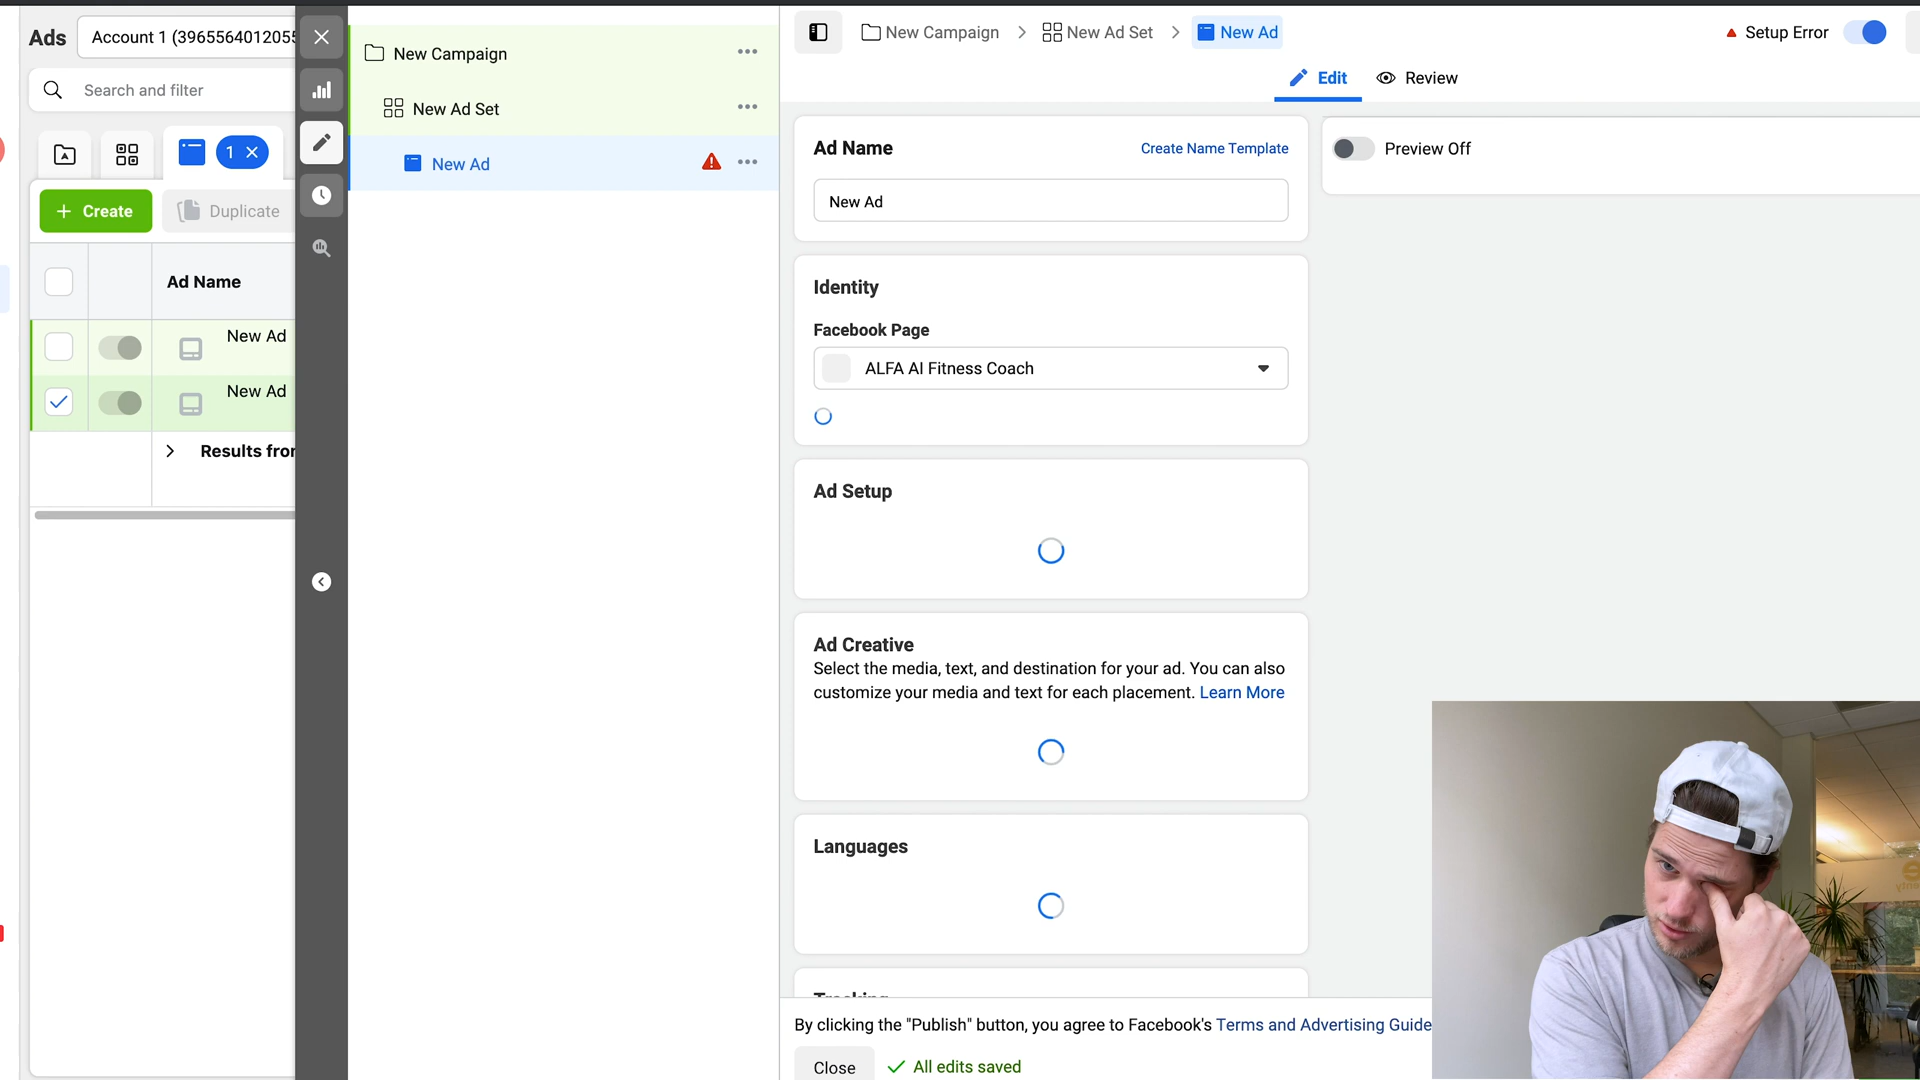 Ads
Account 1 (3965564012055
Search and filter
1
Create
Duplicate
Ad Name
New Ad
New Ad
Results from
New Campaign
New Ad Set
New Ad
New Campaign
New Ad Set
New Ad
Setup Error
Edit
Review
Ad Name
Create Name Template
New Ad
Preview Off
Identity
Facebook Page
ALFA AI Fitness Coach
Ad Setup
Ad Creative
Select the media, text, and destination for your ad. You can also
customize your media and text for each placement. Learn More
Languages
Tracking
By clicking the "Publish" button, you agree to Facebook's Terms and Advertising Guide
Close
All edits saved